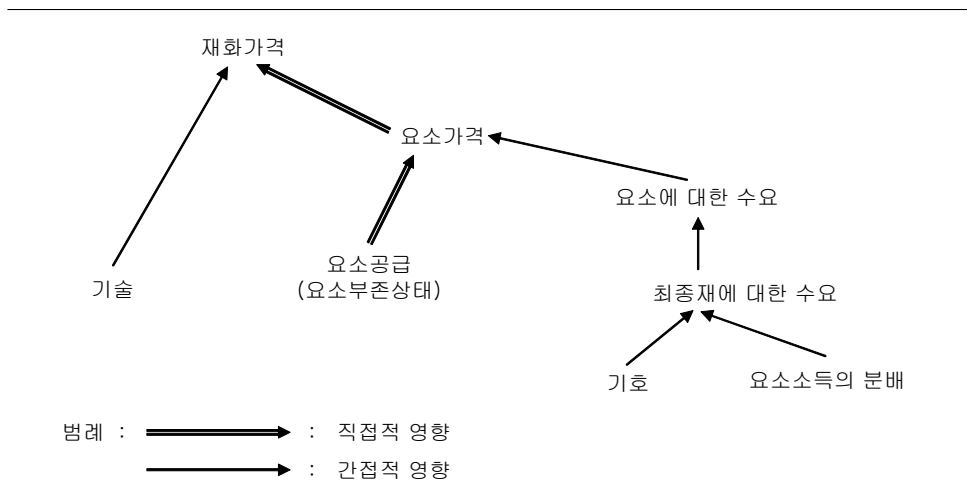 재화가격
요소가격
요소에 대한 수요
요소공급
(요소부존상태)
기술
최종재에 대한 수요
기호
요소소득의 분배
범례 : : 직접적 영향
: 간접적 영향